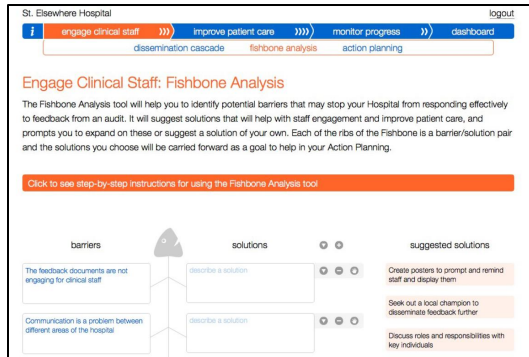 St. Elsewhere Hospital
logout
i engage clinical staff improve patient care monitor progress dashboard
dissemination cascade fishbone analysis action planning
Engage Clinical Staff: Fishbone Analysis
The Fishbone Analysis tool will help you to identify potential barriers that may stop your Hospital from responding effectively
to feedback from an audit. It will suggest solutions that will help with staff engagement and improve patient care, and
prompts you to expand on these or suggest a solution of your own. Each of the ribs of the Fishbone is a barrier/solution pair
and the solutions you choose will be carried forward as a goal to help in your Action Planning.
Click to see step-by-step instructions for using the Fishbone Analysis tool
barriers solutions suggested solutions
The feedback documents are not
engaging for clinical staff
describe a solution
Create posters to prompt and remind
staff and display them
Seek out a local champion to
disseminate feedback further
Communication is a problem between
different areas of the hospital
describe a solution
Discuss roles and responsibilities with
key individuals